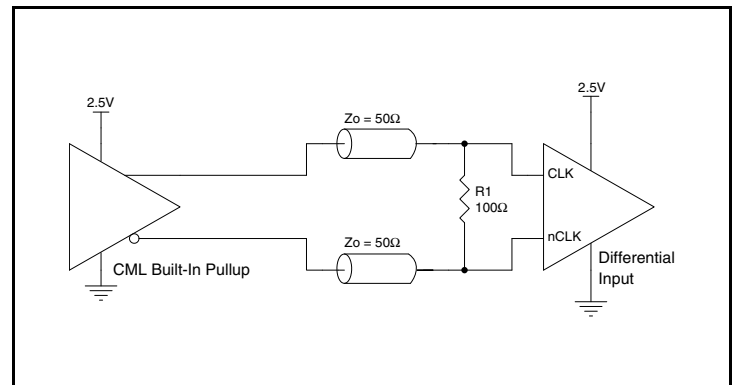 2.5V
2.5V
Zo = 50Ω
CLK
R1
100Ω
nCLK
Zo = 50Ω
CML Built-In Pullup
Differential
Input